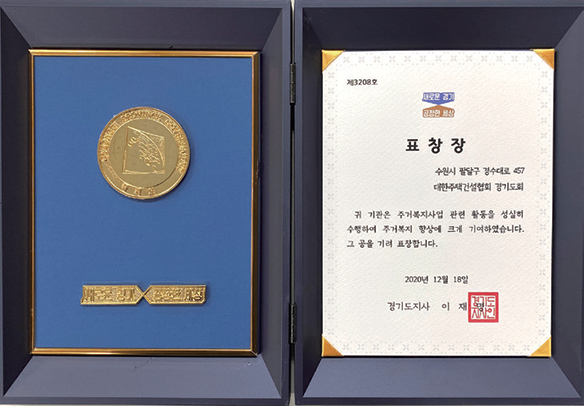 제3208호
새로운 경기
공정한 세상
표창장
수원시 팔달구 경수대로 457
대한주택건설협회 경기도회
귀 기관은 주거복지사업 관련 활동을 성실히
수행하여 주거복지 향상에 크게 기여하였습니다.
그 공을 기려 표창합니다.
2020년 12월 18일
경기도지사 이 재